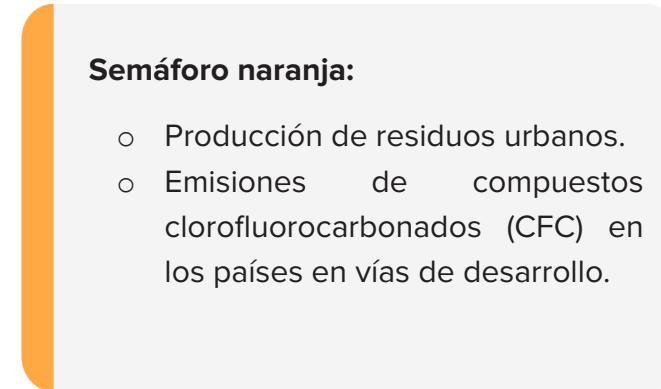 Semáforo naranja:
o Producción de residuos urbanos.
o Emisiones de compuestos
clorofluorocarbonados (CFC) en
los países en vías de desarrollo.